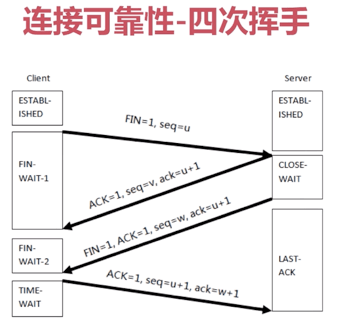 连接可靠性-四次挥手
Client
Server
ESTABL-
ISHED
ESTABL-
ISHED
FIN=1, seq=u
FIN-
WAIT-1
CLOSE-
WAIT
ACK=1, seq=v, ack=u+1
FIN=1, ACK=1, seq=w, ack=u+1
FIN-
WAIT-2
LAST-
ACK
TIME-
WAIT
ACK=1, seq=u+1, ack=w+1